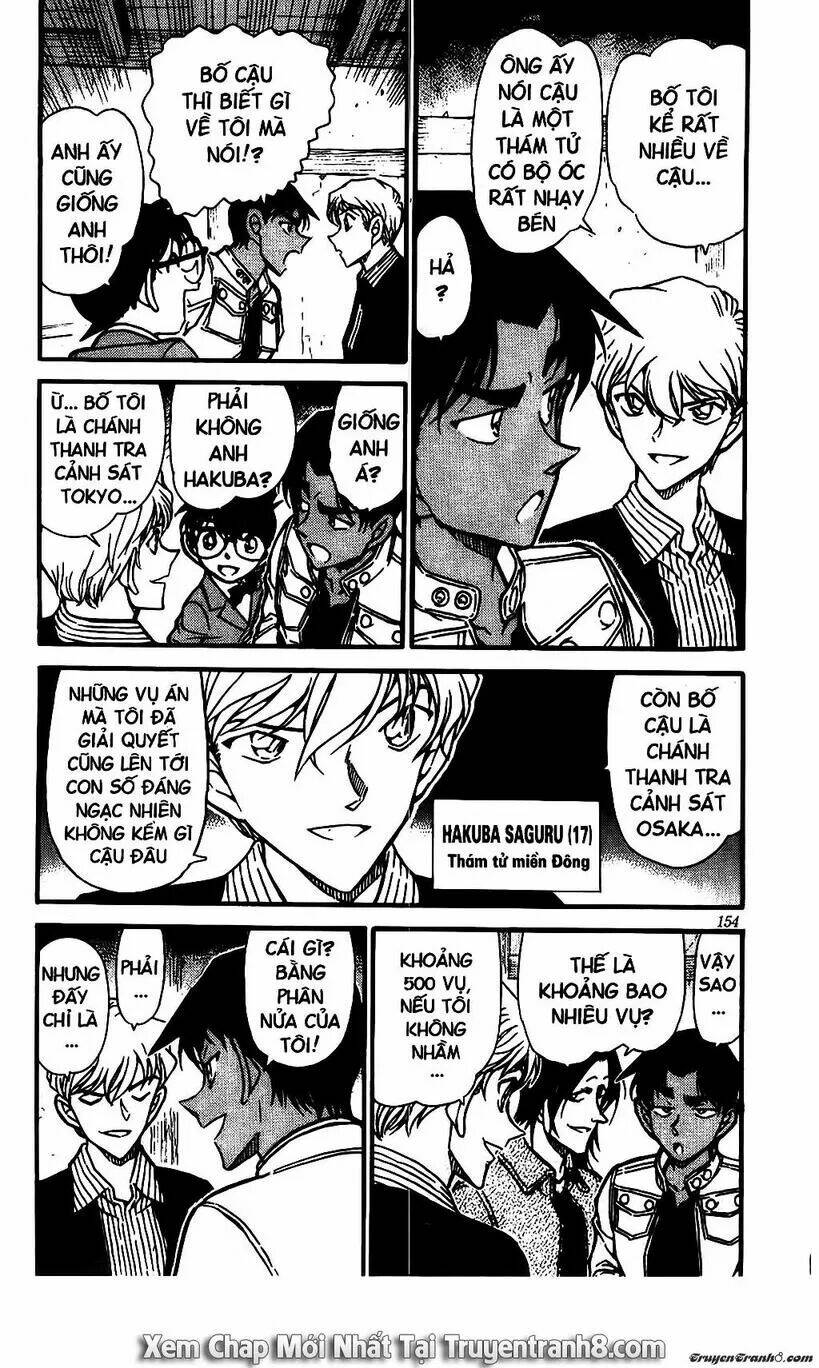 BỐ TÔI
KỂ RẤT
NHIỀU VỀ
CẬU...
ÔNG ẤY
NÓI CẬU
LÀ MỘT
THÁM TỬ
CÓ BỘ ÓC
RẤT NHẠY
BÉN
HẢ
?
BỐ CẬU
THÌ BIẾT GÌ
VỀ TÔI MÀ
NÓI!?
ANH ẤY
CŨNG
GIỐNG
ANH
THÔI!
GIỐNG
ANH
Á?
PHẢI
KHÔNG
ANH
HAKUBA?
Ừ... BỐ TÔI
LÀ CHÁNH
THANH TRA
CẢNH SÁT
TOKYO...
CÒN BỐ
CẬU LÀ
CHÁNH
THANH TRA
CẢNH SÁT
OSAKA...
NHỮNG VỤ ÁN
MÀ TÔI ĐÃ
GIẢI QUYẾT
CŨNG LÊN TỚI
CON SỐ ĐÁNG
NGẠC NHIÊN
KHÔNG KÉM GÌ
CẬU ĐÂU
HAKUBA SAGURU (17)
Thám tử miền Đông
154
VẬY
SAO
...
THẾ LÀ
KHOẢNG BAO
NHIÊU VỤ?
KHOẢNG
500 VỤ,
NẾU TÔI
KHÔNG
NHẦM
...
CÁI GÌ?
BẰNG
PHÂN
NỬA CỦA
TÔI!
PHẢI
...
NHƯNG
ĐẤY
CHỈ LÀ
...
Xem Chap Mới Nhất Tại Truyentranh8.com
TruyenTranh8.com